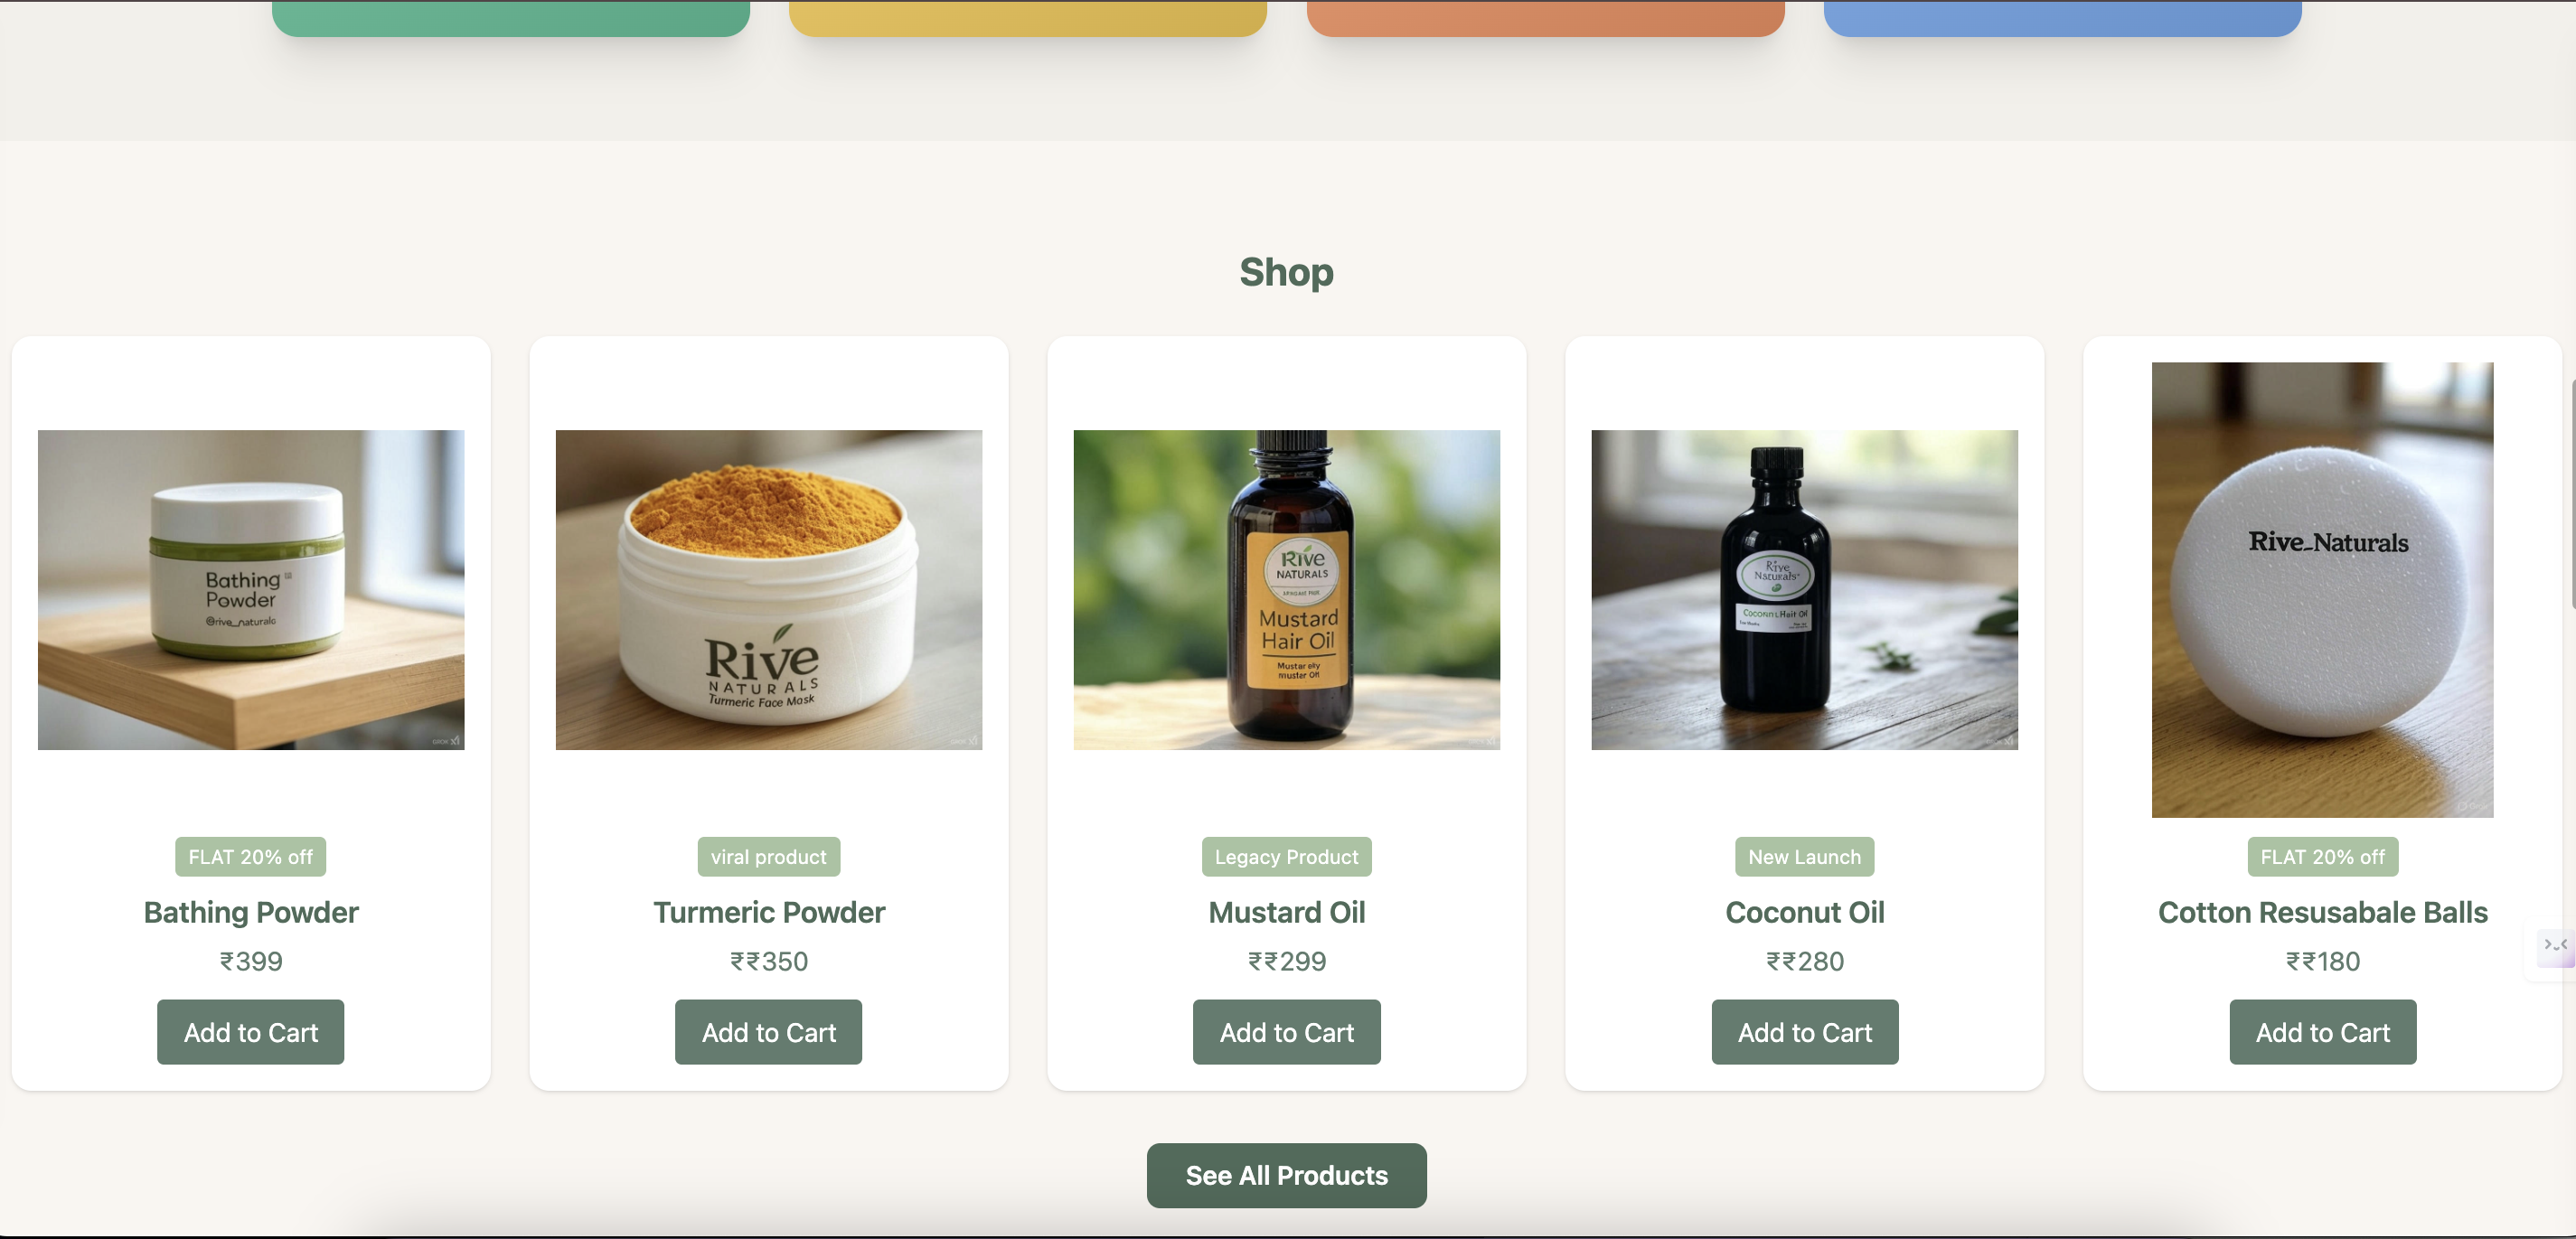 Shop
Bathing
Powder
@rive_naturalc
Rive
NATURALS
Turmeric Face Mask
Rive
NATURALS
Mustard
Hair Oil
Mustar oily
mustar Oil
Rive
Naturals
Coconut Hair Oil
Rive_Naturals
FLAT 20% off
viral product
Legacy Product
New Launch
FLAT 20% off
Bathing Powder
Turmeric Powder
Mustard Oil
Coconut Oil
Cotton Resusabale Balls
₹399
₹₹350
₹₹299
₹₹280
₹₹180
Add to Cart
Add to Cart
Add to Cart
Add to Cart
Add to Cart
See All Products